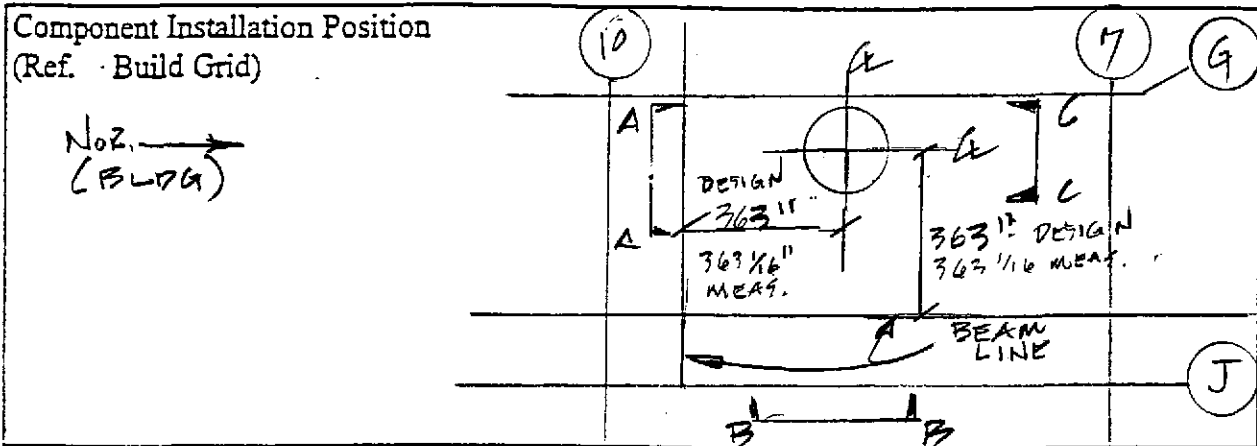 Component Installation Position
(Ref. Build Grid)
NOR.
(BLDG)
10
7
G
℄
A
A
C
C
℄
DESIGN
363"
363 1/16"
MEAS.
363" DESIGN
363 1/16 MEAS.
BEAM
LINE
J
B
B